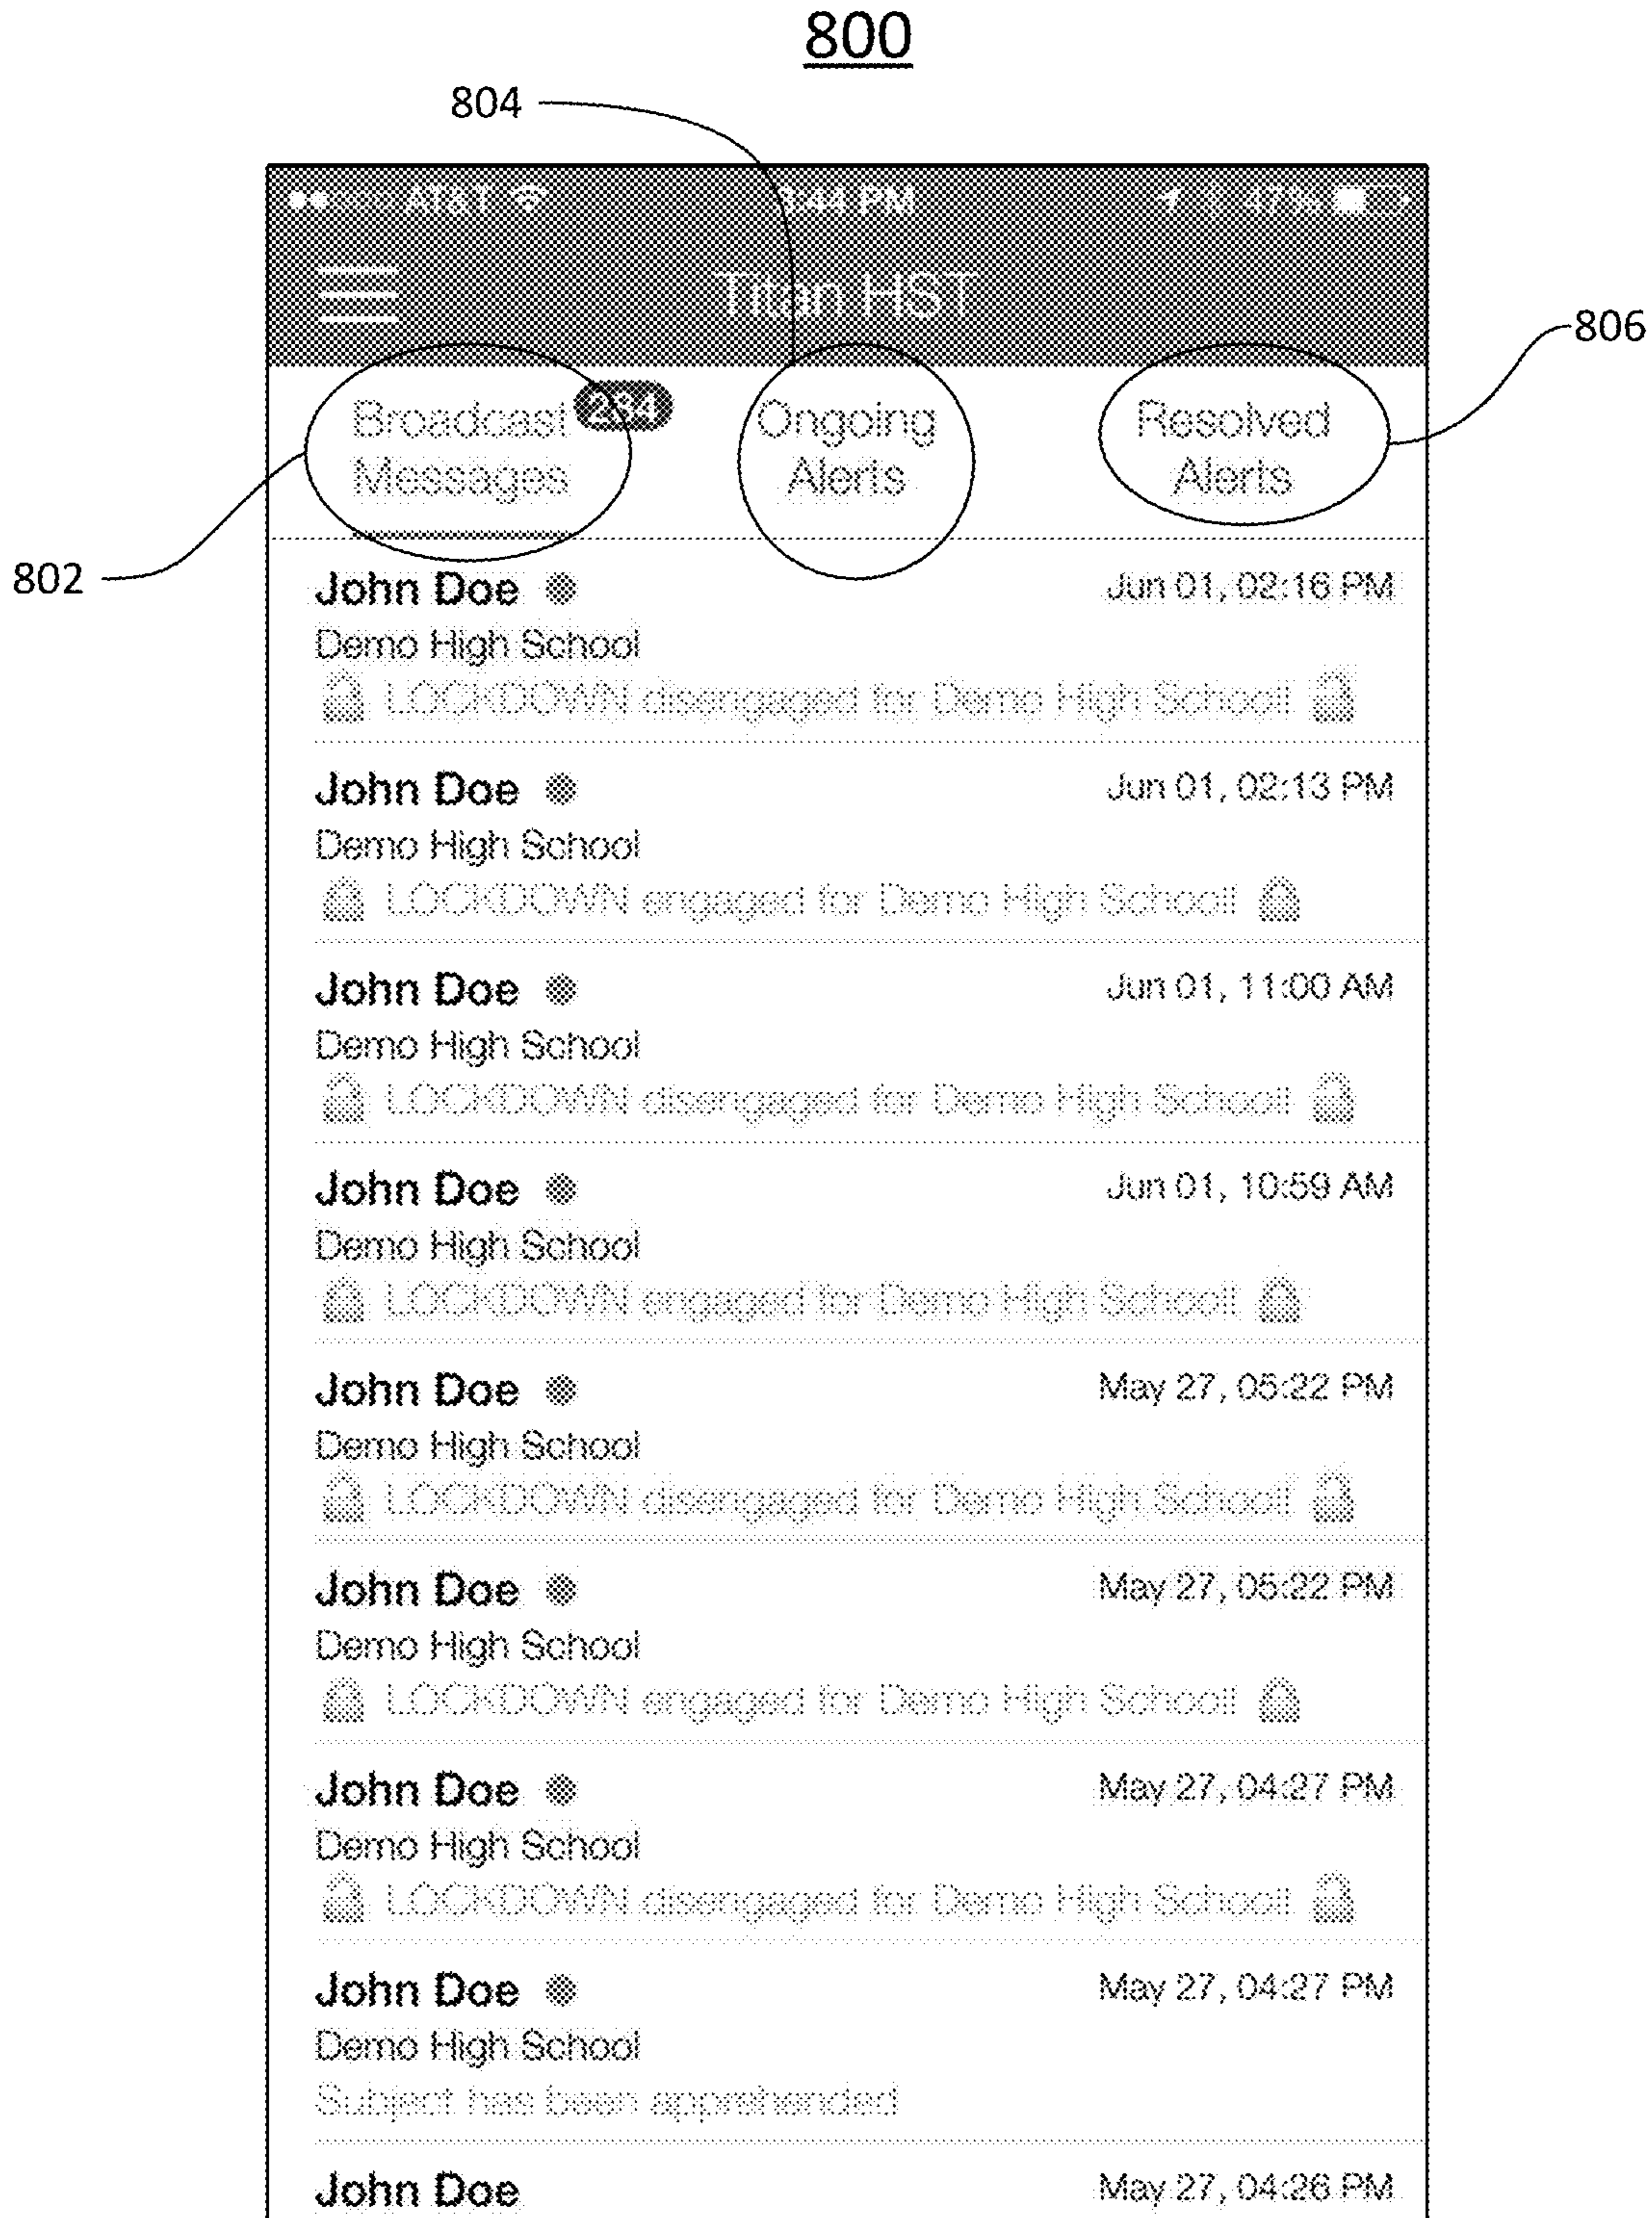 800
804
AT&T 3:44 PM 47%
Titan HST
806
Broadcast 234 Ongoing Resolved
Messages Alerts Alerts
802
John Doe Jun 01, 02:16 PM
Demo High School
LOCKDOWN disengaged for Demo High School!
John Doe Jun 01, 02:13 PM
Demo High School
LOCKDOWN engaged for Demo High School!
John Doe Jun 01, 11:00 AM
Demo High School
LOCKDOWN disengaged for Demo High School!
John Doe Jun 01, 10:59 AM
Demo High School
LOCKDOWN engaged for Demo High School!
John Doe May 27, 05:22 PM
Demo High School
LOCKDOWN disengaged for Demo High School!
John Doe May 27, 05:22 PM
Demo High School
LOCKDOWN engaged for Demo High School!
John Doe May 27, 04:27 PM
Demo High School
LOCKDOWN disengaged for Demo High School!
John Doe May 27, 04:27 PM
Demo High School
Subject has been apprehended
John Doe May 27, 04:26 PM